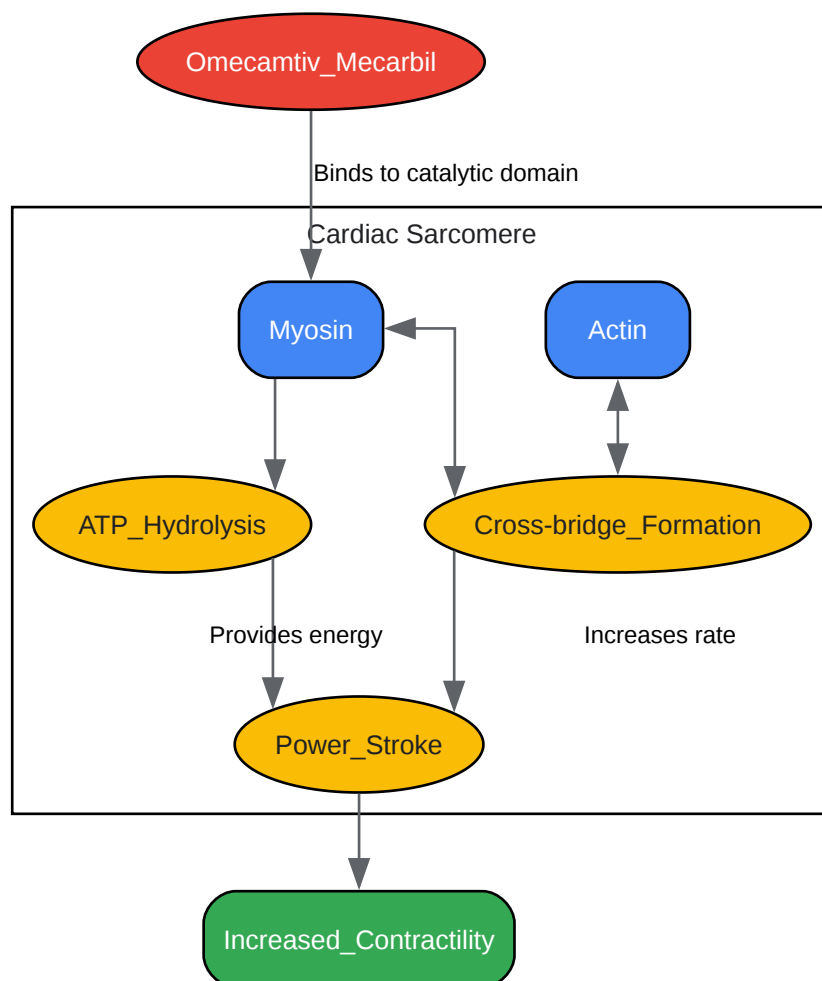 Omecamtiv_Mecarbil
Binds to catalytic domain
Cardiac Sarcomere
Myosin
Actin
ATP_Hydrolysis
Cross-bridge_Formation
Provides energy
Increases rate
Power_Stroke
Increased_Contractility